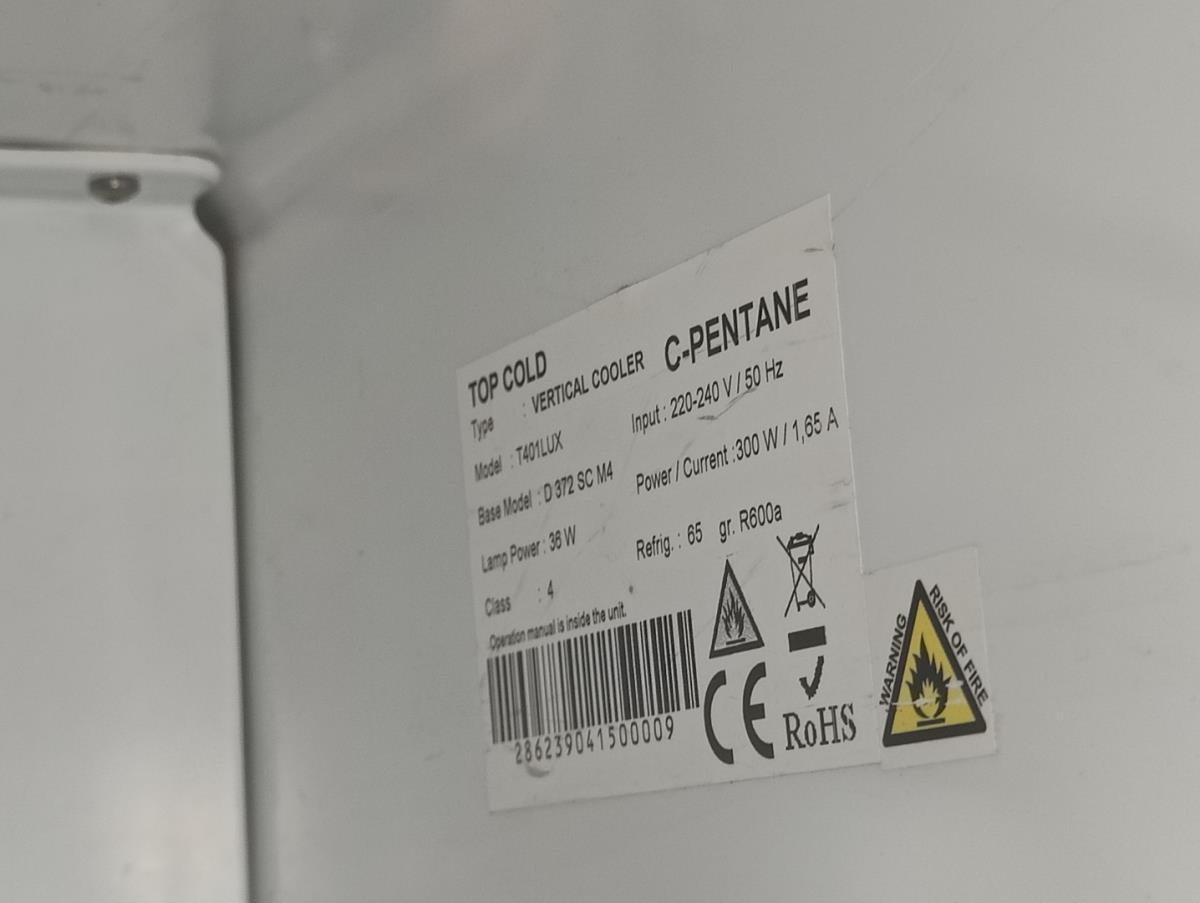 TOP COLD
C-PENTANE
Type : VERTICAL COOLER
Model : T401LUX
Input : 220-240 V / 50 Hz
Base Model : D 372 SC M4
Power / Current :300 W / 1,65 A
Lamp Power : 36 W
Refrig. : 65 gr. R600a
Class : 4
Operation manual is inside the unit.
286239041500009
CE
RoHS
WARNING
RISK OF FIRE